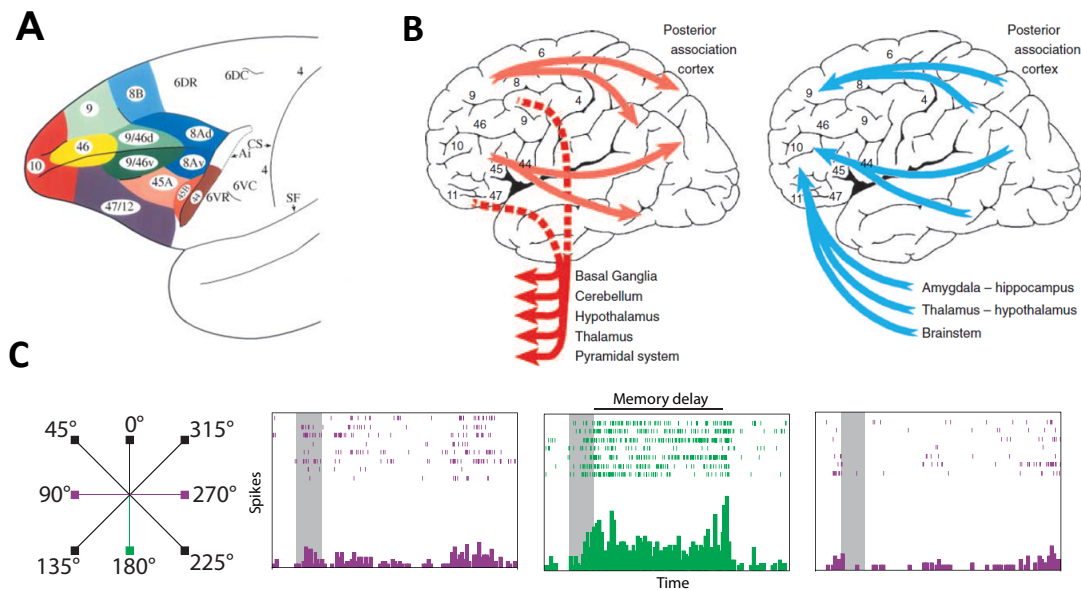 A
6DR
6DC
4
8B
9
9/46d
8Ad
46
CS
9/46v
Ai
10
8Av
4
45A
45B
44
6VC
6VR
47/12
SF
B
Posterior
association
cortex
6
8
9
4
46
9
10
44
45
11
47
Basal Ganglia
Cerebellum
Hypothalamus
Thalamus
Pyramidal system
Posterior
association
cortex
6
8
9
4
46
9
10
44
45
11
47
Amygdala – hippocampus
Thalamus – hypothalamus
Brainstem
C
0°
45°
315°
90°
270°
135°
180°
225°
Spikes
Memory delay
Time